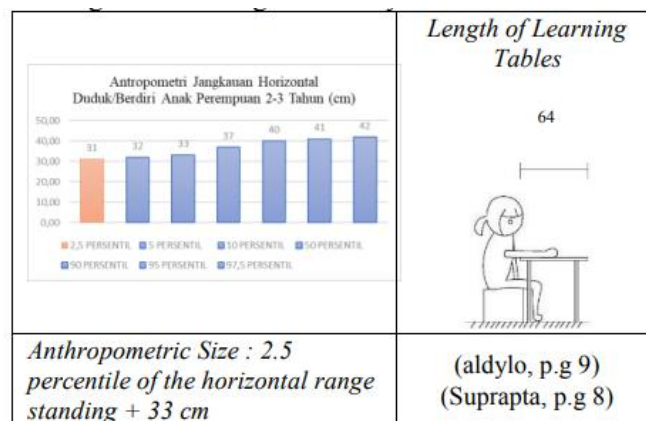 Length of Learning
Tables
Antropometri Jangkauan Horizontal
Duduk/Berdiri Anak Perempuan 2-3 Tahun (cm)
50,00
40,00
30,00
20,00
10,00
0,00
31
32
33
37
40
41
42
2,5 PERSENTIL 5 PERSENTIL 10 PERSENTIL 50 PERSENTIL
90 PERSENTIL 95 PERSENTIL 97,5 PERSENTIL
64
Anthropometric Size : 2.5
percentile of the horizontal range
standing + 33 cm
(aldylo, p.g 9)
(Suprapta, p.g 8)